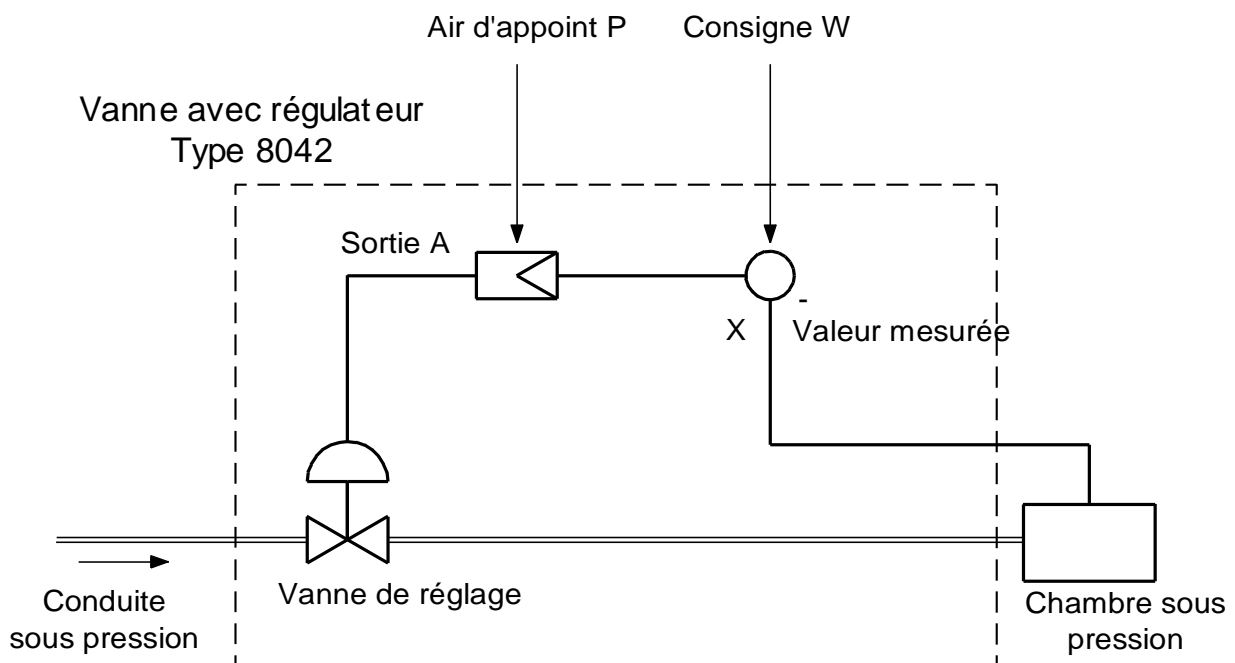 Air d'appoint P
Consigne W
Vanne avec régulateur
Type 8042
Sortie A
-
X
Valeur mesurée
Vanne de réglage
Conduite
sous pression
Chambre sous
pression